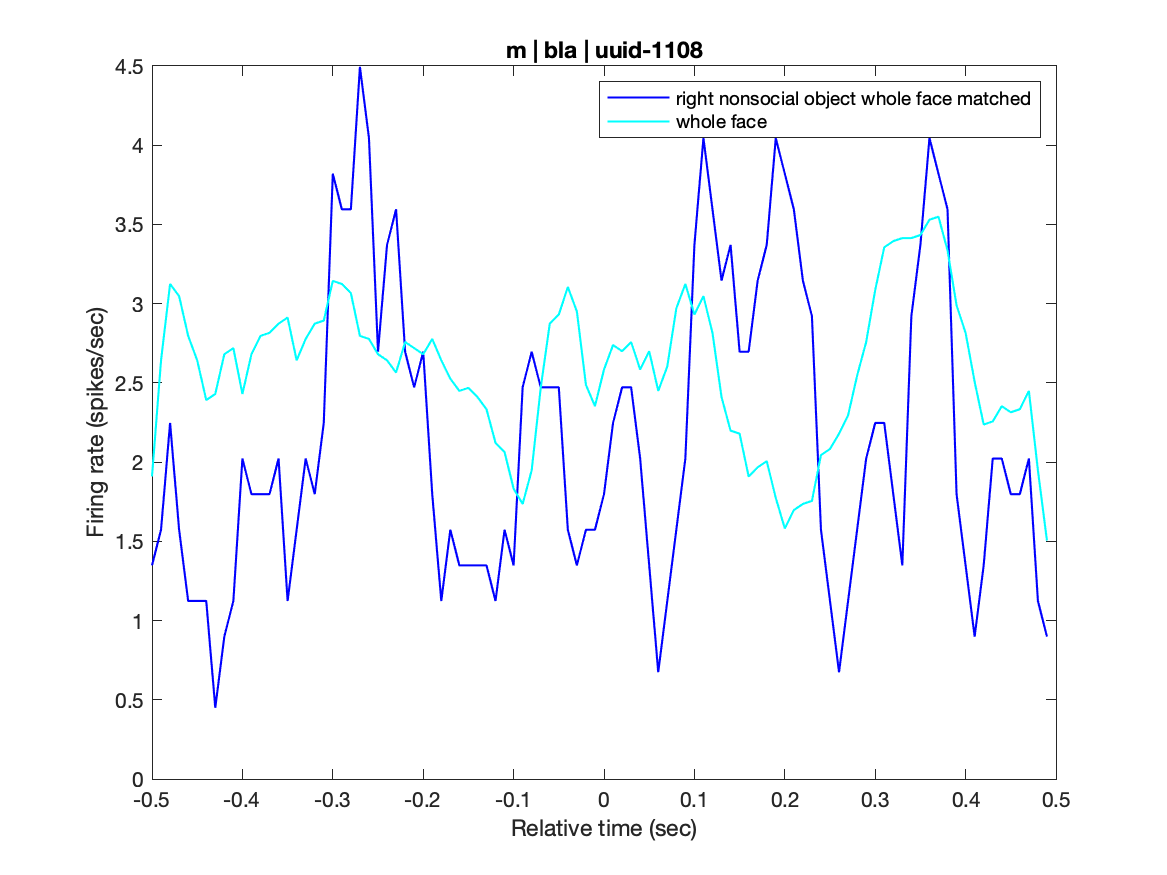 m | bla | uuid-1108
right nonsocial object whole face matched
whole face
4.5
4
3.5
3
2.5
2
1.5
1
0.5
0
Firing rate (spikes/sec)
-0.5 -0.4 -0.3 -0.2 -0.1 0 0.1 0.2 0.3 0.4 0.5
Relative time (sec)